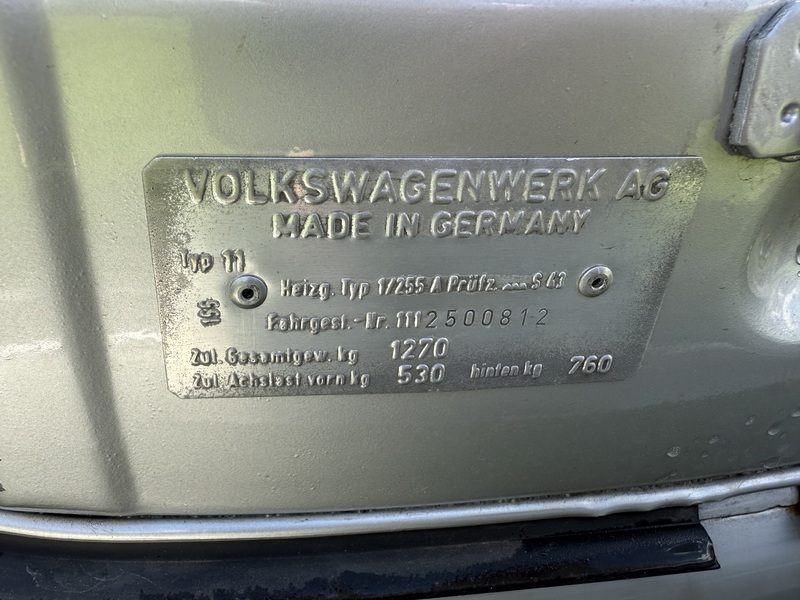 VOLKSWAGENWERK AG
MADE IN GERMANY
Typ 11
Heizg. Typ 1/255 A Prüfz. ~~~ S 43
Fahrgest.-Nr. 1112500812
Zul. Gesamtgew. kg 1270
Zul. Achslast vorn kg 530 hinten kg 760